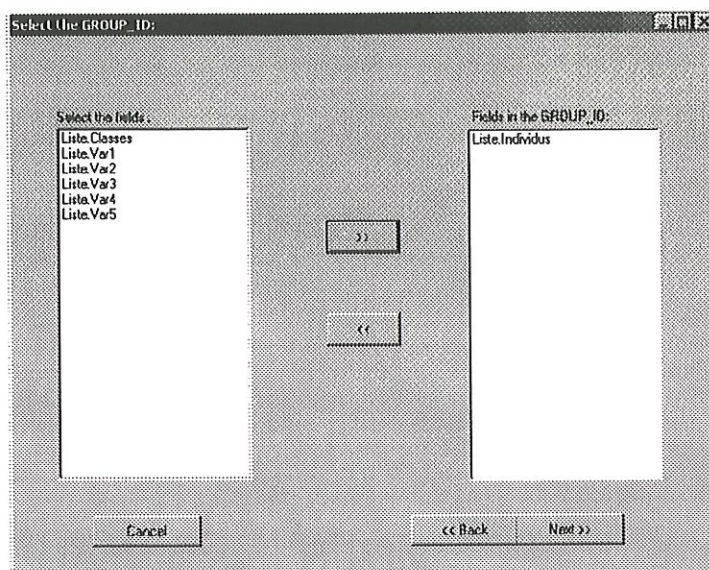 Select the GROUP_ID:
Select the fields :
Liste.Classes
Liste.Var1
Liste.Var2
Liste.Var3
Liste.Var4
Liste.Var5
>>
<<
Fields in the GROUP_ID:
Liste.Individus
Cancel
<< Back
Next >>